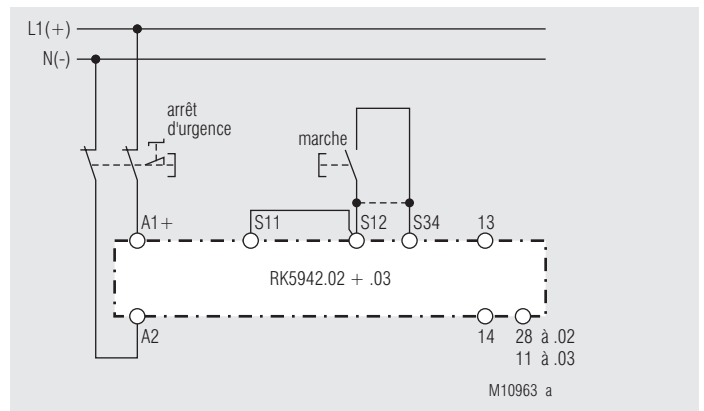 L1(+)
N(-)
arrêt
d'urgence
marche
A1+
S11
S12
S34
13
RK5942.02 + .03
A2
14
28 à .02
11 à .03
M10963 a